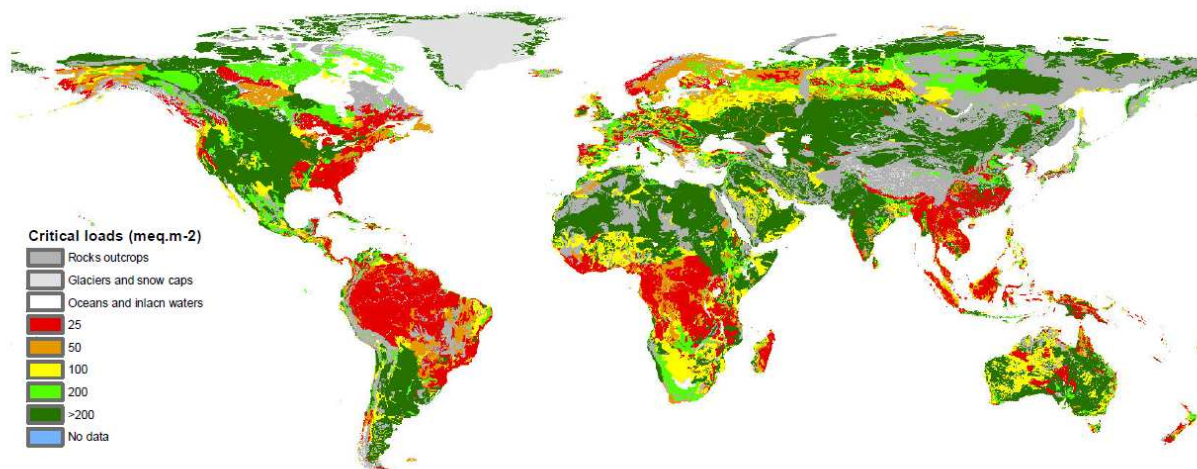 Critical loads (meq.m-2)
Rocks outcrops
Glaciers and snow caps
Oceans and inlacn waters
25
50
100
200
>200
No data